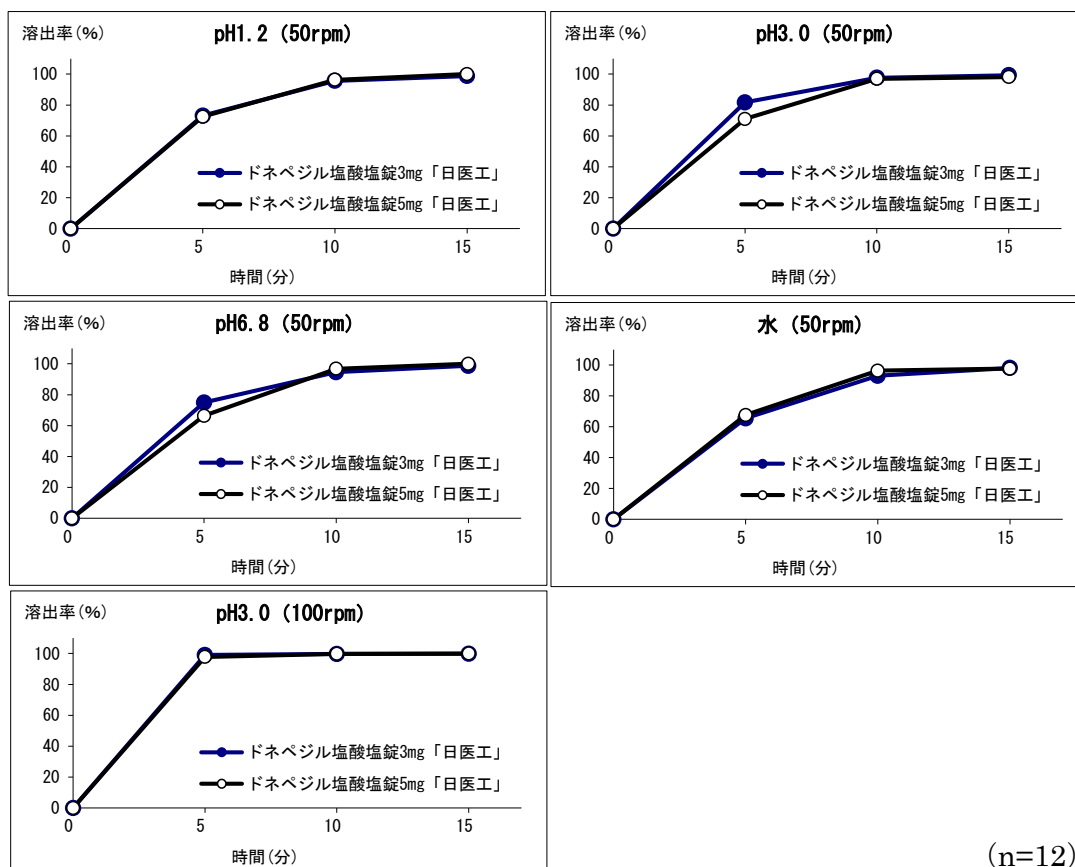 溶出率(%)
pH1.2 (50rpm)
100
80
60
40
20
0
ドネペジル塩酸塩錠3mg「日医工」
ドネペジル塩酸塩錠5mg「日医工」
0 5 10 15
時間(分)
溶出率(%)
pH3.0 (50rpm)
100
80
60
40
20
0
ドネペジル塩酸塩錠3mg「日医工」
ドネペジル塩酸塩錠5mg「日医工」
0 5 10 15
時間(分)
溶出率(%)
pH6.8 (50rpm)
100
80
60
40
20
0
ドネペジル塩酸塩錠3mg「日医工」
ドネペジル塩酸塩錠5mg「日医工」
0 5 10 15
時間(分)
溶出率(%)
水 (50rpm)
100
80
60
40
20
0
ドネペジル塩酸塩錠3mg「日医工」
ドネペジル塩酸塩錠5mg「日医工」
0 5 10 15
時間(分)
溶出率(%)
pH3.0 (100rpm)
100
80
60
40
20
0
ドネペジル塩酸塩錠3mg「日医工」
ドネペジル塩酸塩錠5mg「日医工」
0 5 10 15
時間(分)
(n=12)